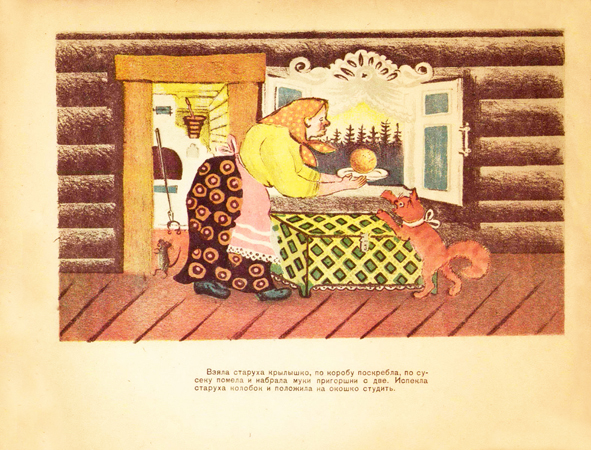 Взяла старуха крылышко, по коробу поскребла, по су-
секу помела и набрала муки пригоршни с две. Испекла
старуха колобок и положила на окошко студить.